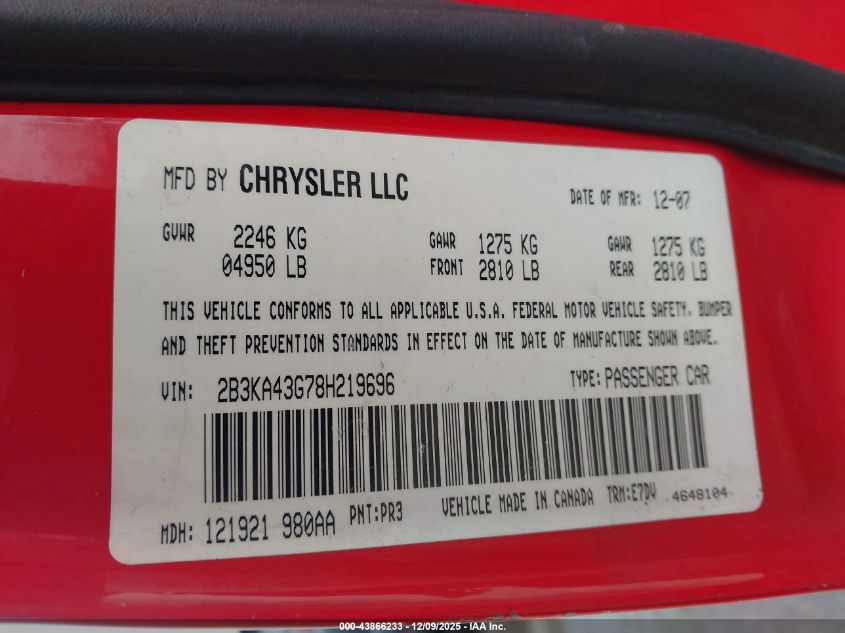 MFD BY CHRYSLER LLC
DATE OF MFR: 12-07
GVWR 2246 KG GAWR 1275 KG GAWR 1275 KG
04950 LB FRONT 2810 LB REAR 2810 LB
THIS VEHICLE CONFORMS TO ALL APPLICABLE U.S.A. FEDERAL MOTOR VEHICLE SAFETY, BUMPER
AND THEFT PREVENTION STANDARDS IN EFFECT ON THE DATE OF MANUFACTURE SHOWN ABOVE.
VIN: 2B3KA43G78H219696 TYPE: PASSENGER CAR
MDH: 121921 980AA PNT:PR3 VEHICLE MADE IN CANADA TRM:E7DV 4648104
000-43866233 - 12/09/2025 - IAA Inc.